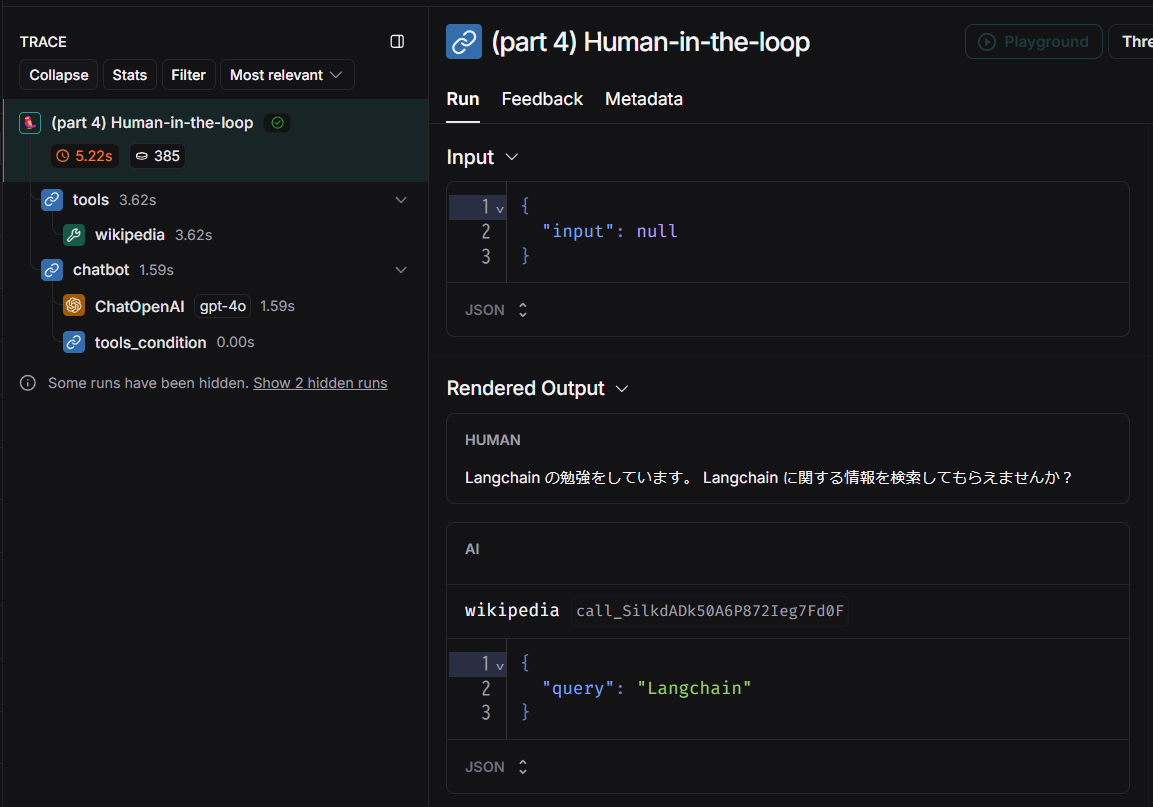 TRACE
Collapse Stats Filter Most relevant
(part 4) Human-in-the-loop
5.22s 385
tools 3.62s
wikipedia 3.62s
chatbot 1.59s
ChatOpenAI gpt-4o 1.59s
tools_condition 0.00s
Some runs have been hidden. Show 2 hidden runs
(part 4) Human-in-the-loop
Playground
Thre
Run Feedback Metadata
Input
1 {
2 "input": null
3 }
JSON
Rendered Output
HUMAN
Langchain の勉強をしています。 Langchain に関する情報を検索してもらえませんか？
AI
wikipedia call_SilkdADk50A6P872Ieg7Fd0F
1 {
2 "query": "Langchain"
3 }
JSON